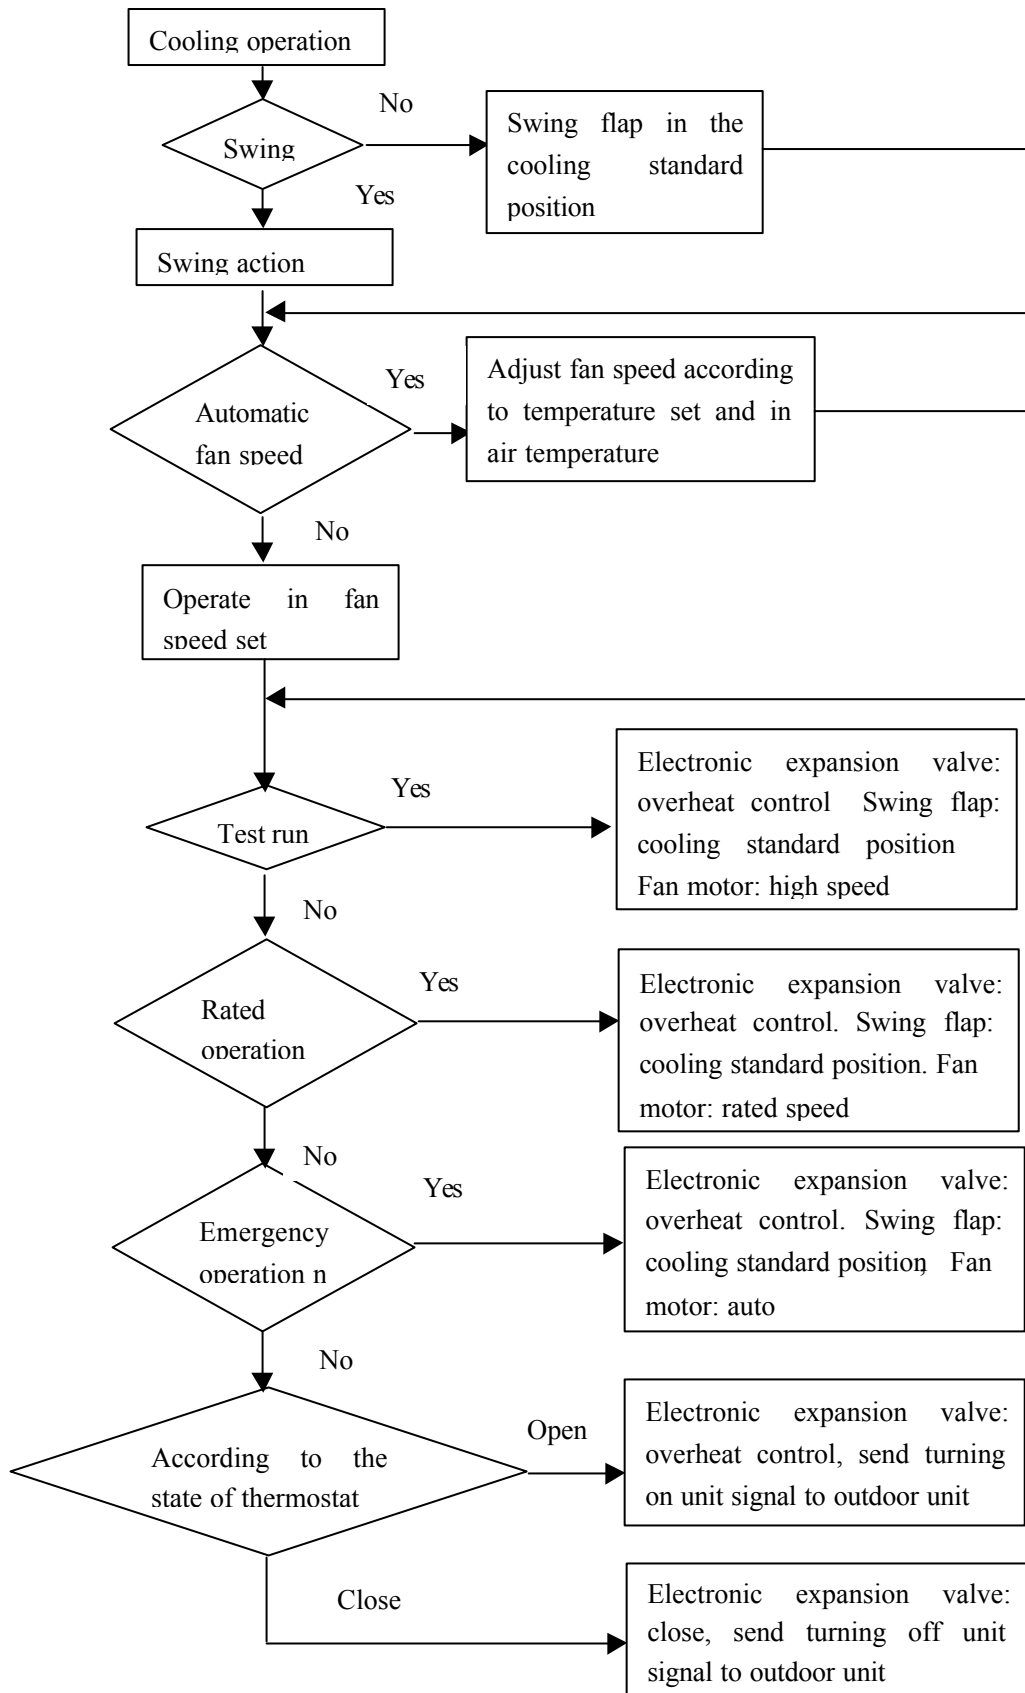 Cooling operation
No
Swing
Swing flap in the
cooling standard
position
Yes
Swing action
Yes
Automatic
fan speed
Adjust fan speed according
to temperature set and in
air temperature
No
Operate in fan
speed set
Yes
Test run
Electronic expansion valve:
overheat control Swing flap:
cooling standard position
Fan motor: high speed
No
Yes
Rated
operation
Electronic expansion valve:
overheat control. Swing flap:
cooling standard position. Fan
motor: rated speed
No
Yes
Emergency
operation n
Electronic expansion valve:
overheat control. Swing flap:
cooling standard position, Fan
motor: auto
No
Open
According to the
state of thermostat
Electronic expansion valve:
overheat control, send turning
on unit signal to outdoor unit
Close
Electronic expansion valve:
close, send turning off unit
signal to outdoor unit